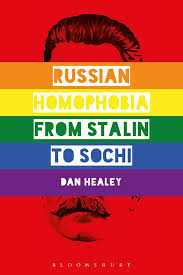 RUSSIAN
HOMOPHOBIA
FROM STALIN
TO SOCHI
DAN HEALEY
BLOOMSBURY